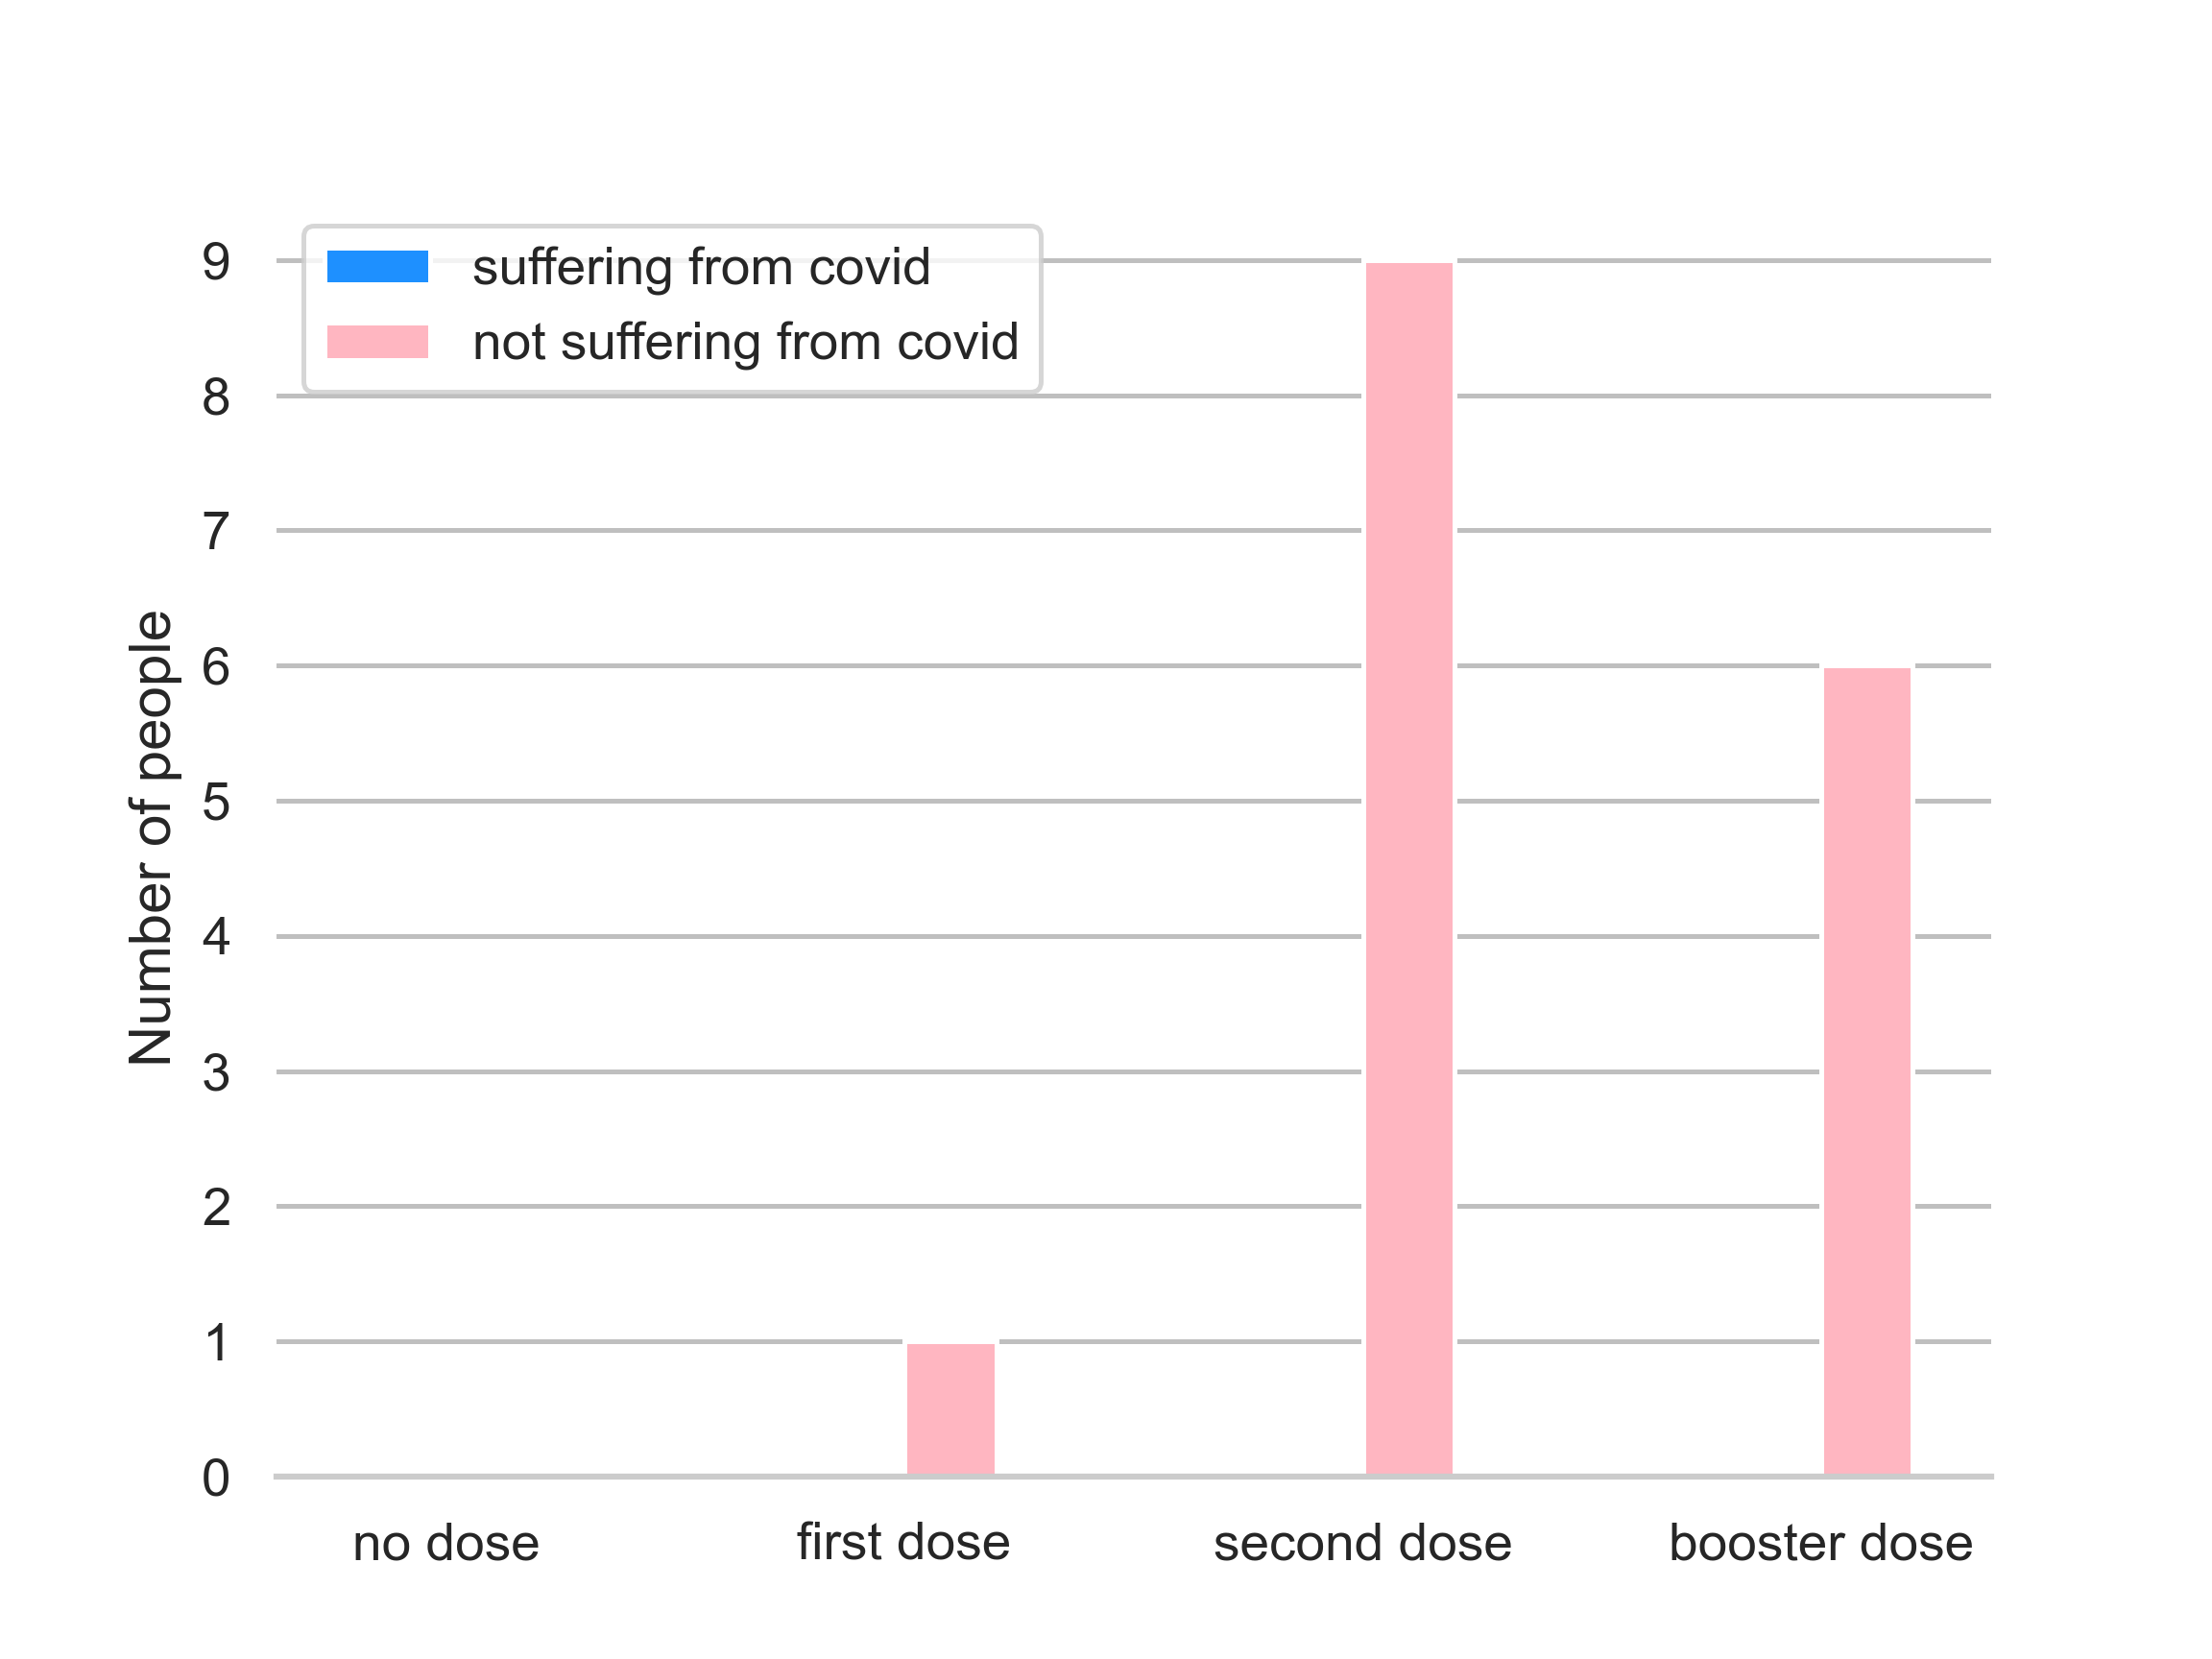 suffering from covid
not suffering from covid
9
8
7
6
5
4
3
2
1
0
Number of people
no dose
first dose
second dose
booster dose